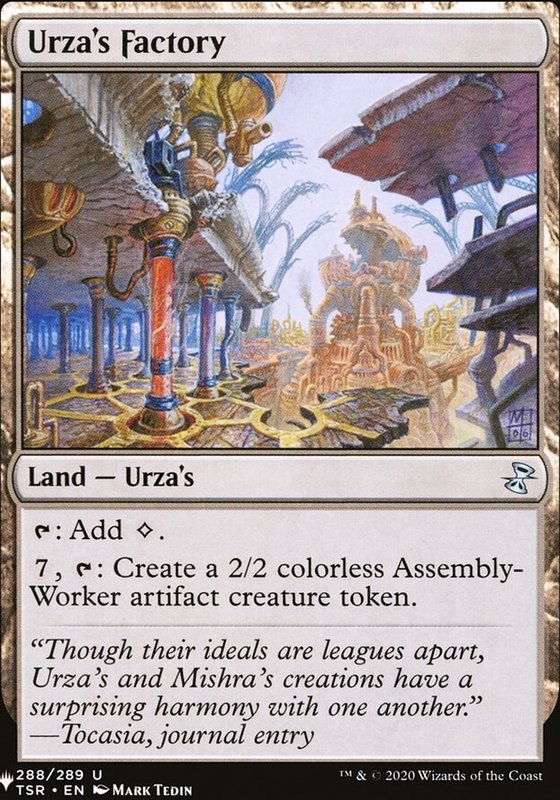 Urza's Factory
M
06
Land — Urza's
: Add .
7, : Create a 2/2 colorless Assembly-
Worker artifact creature token.
“Though their ideals are leagues apart,
Urza's and Mishra's creations have a
surprising harmony with one another.”
—Tocasia, journal entry
288/289 U
TSR • EN Mark Tedin
™ & © 2020 Wizards of the Coast